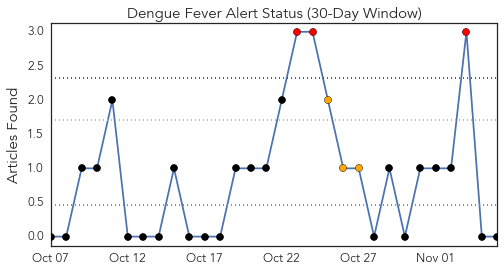 Dengue Fever Alert Status (30-Day Window)
Articles Found
3.0
2.5
2.0
1.5
1.0
0.5
0.0
Oct 07 Oct 12 Oct 17 Oct 22 Oct 27 Nov 01